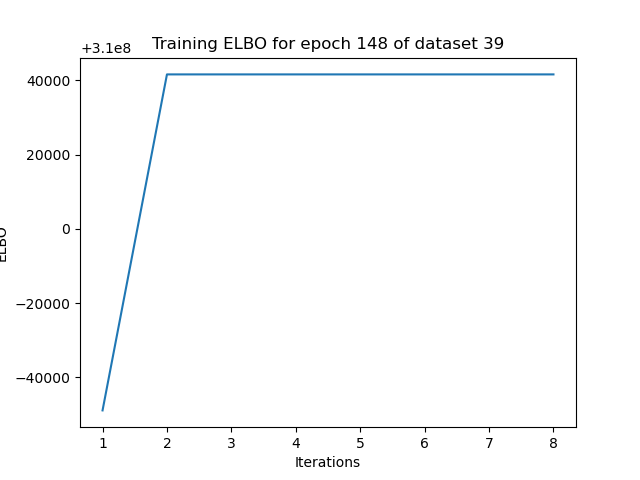 Training ELBO for epoch 148 of dataset 39
+3.1e8
40000
20000
0
−20000
−40000
ELBO
1 2 3 4 5 6 7 8
Iterations